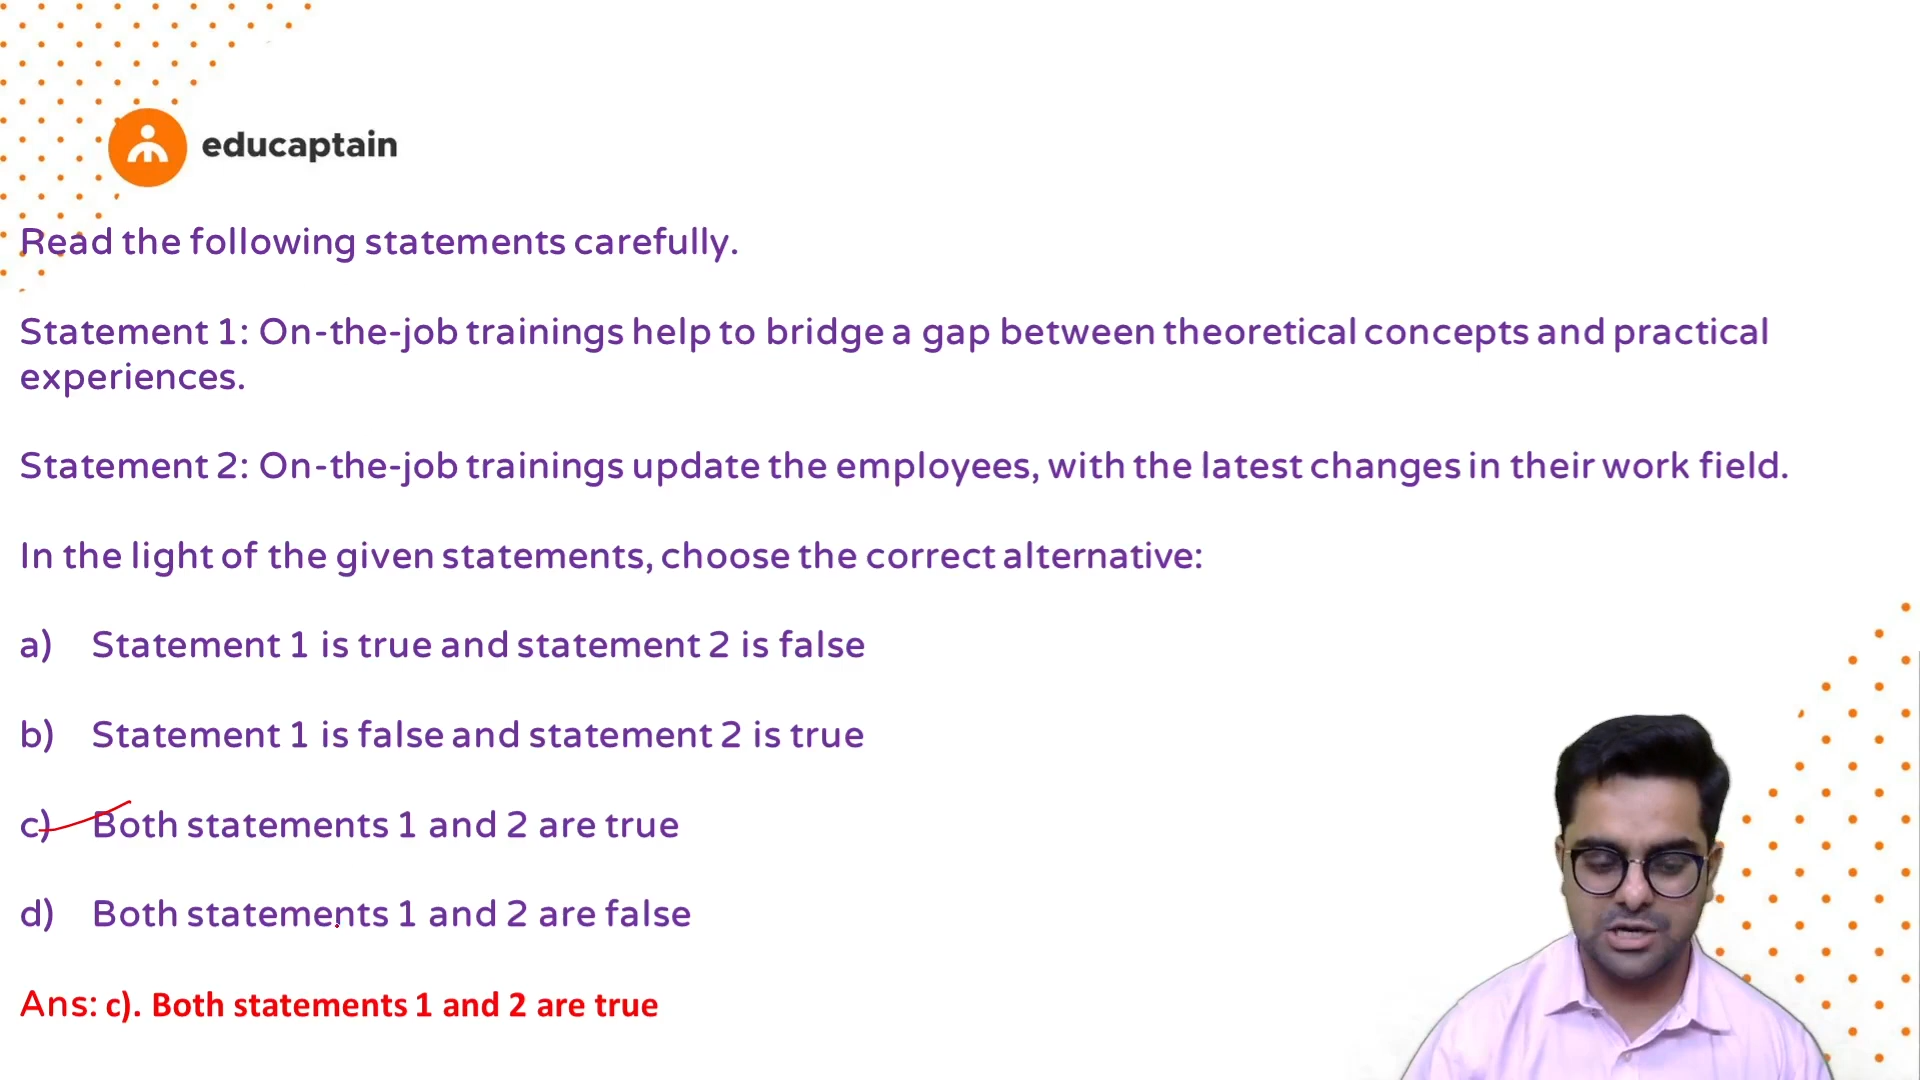 educaptain
Read the following statements carefully.
Statement 1: On-the-job trainings help to bridge a gap between theoretical concepts and practical
experiences.
Statement 2: On-the-job trainings update the employees, with the latest changes in their work field.
In the light of the given statements, choose the correct alternative:
a) Statement 1 is true and statement 2 is false
b) Statement 1 is false and statement 2 is true
c) Both statements 1 and 2 are true
d) Both statements 1 and 2 are false
Ans: c). Both statements 1 and 2 are true